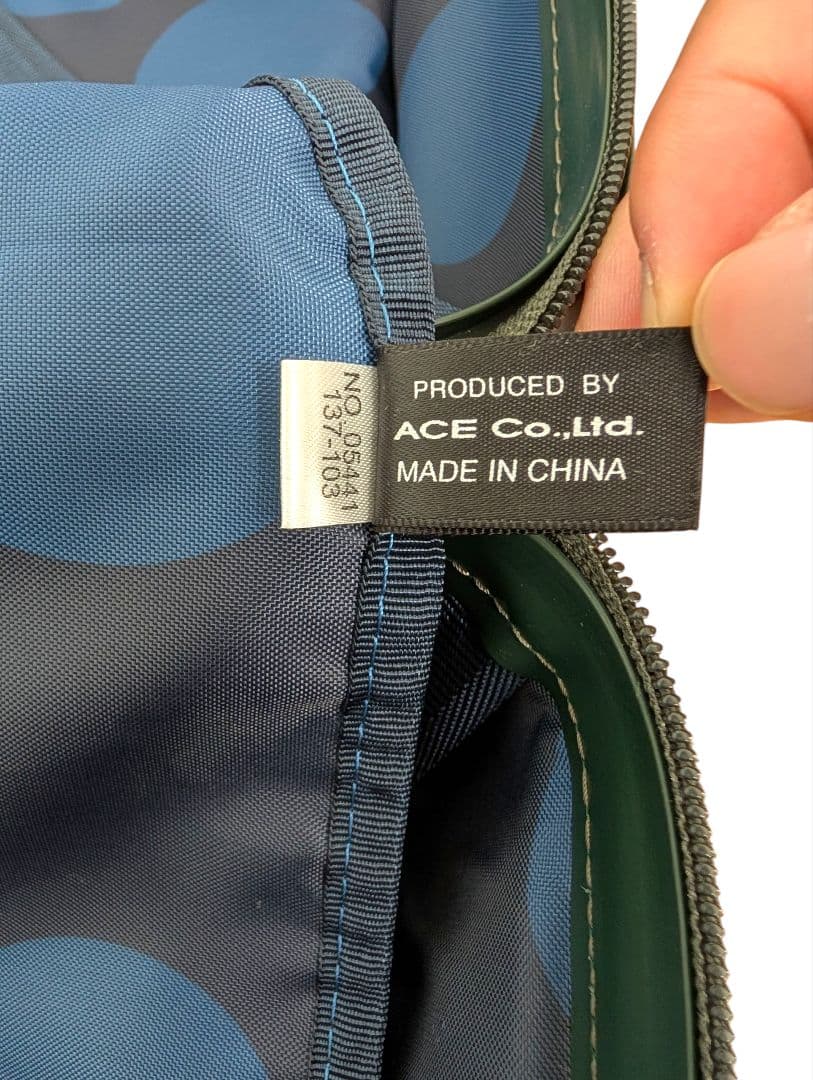 PRODUCED BY
ACE Co.,Ltd.
MADE IN CHINA
NO. 05441
137-103